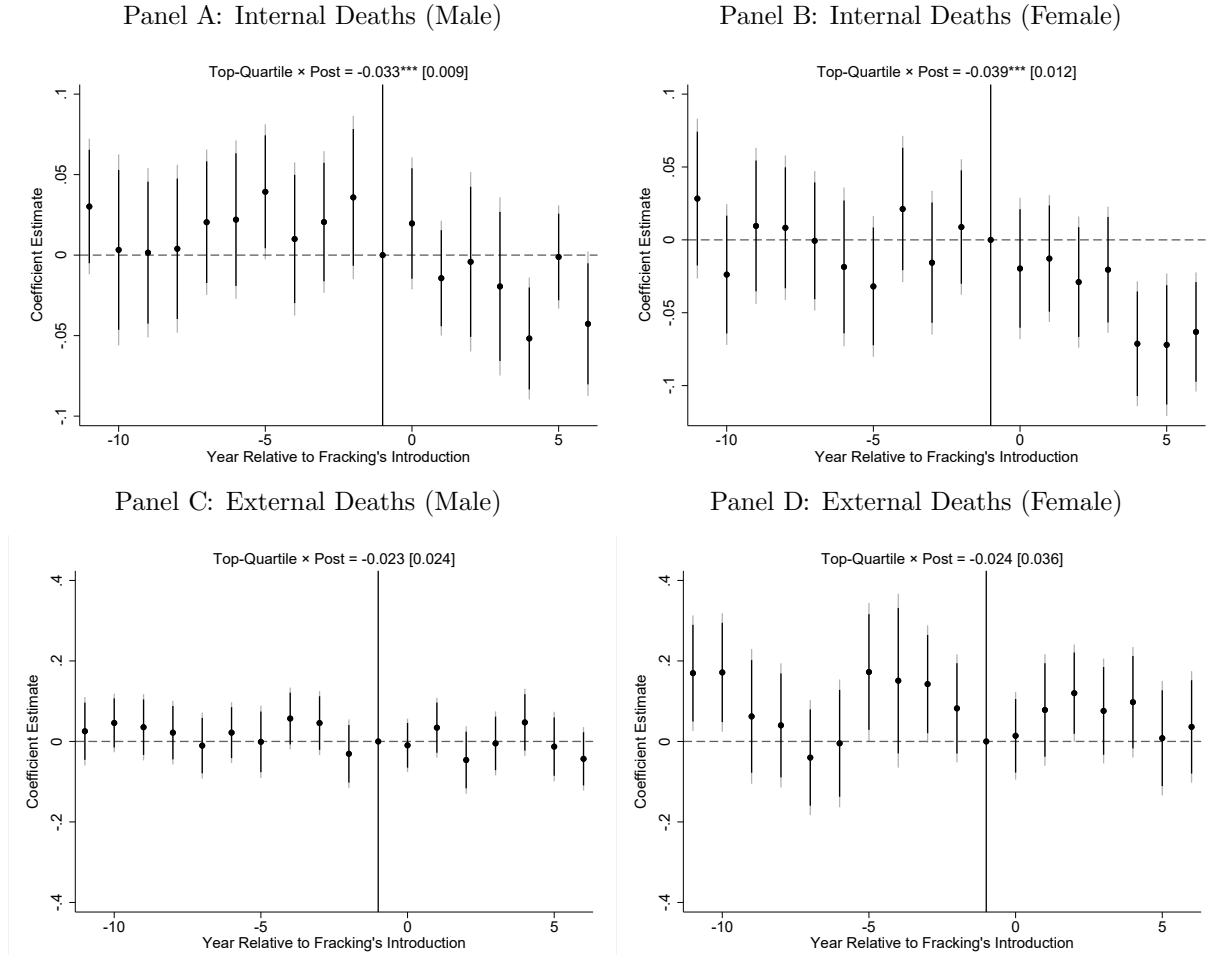 Panel A: Internal Deaths (Male)
Top-Quartile × Post = -0.033*** [0.009]
.1
.05
0
-.05
-.1
Coefficient Estimate
-10
-5
0
5
Year Relative to Fracking's Introduction
Panel B: Internal Deaths (Female)
Top-Quartile × Post = -0.039*** [0.012]
.1
.05
0
-.05
-.1
Coefficient Estimate
-10
-5
0
5
Year Relative to Fracking's Introduction
Panel C: External Deaths (Male)
Top-Quartile × Post = -0.023 [0.024]
.4
.2
0
-.2
-.4
Coefficient Estimate
-10
-5
0
5
Year Relative to Fracking's Introduction
Panel D: External Deaths (Female)
Top-Quartile × Post = -0.024 [0.036]
.4
.2
0
-.2
-.4
Coefficient Estimate
-10
-5
0
5
Year Relative to Fracking's Introduction